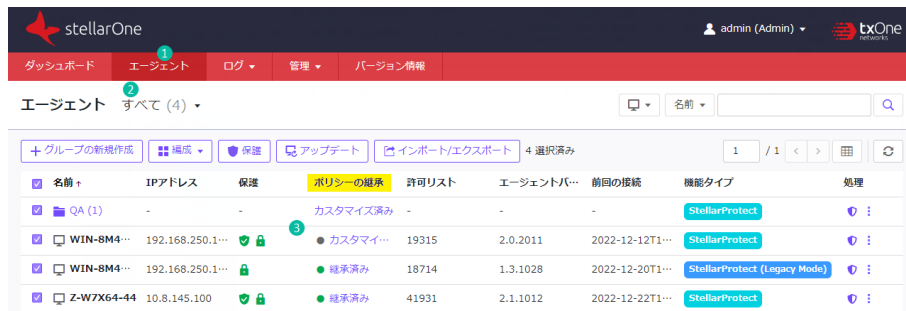 stellarOne admin (Admin) txOne networks
1
ダッシュボード エージェント ログ 管理 バージョン情報
2
エージェント すべて (4) 名前
グループの新規作成 編成 保護 アップデート インポート/エクスポート 4 選択済み 1 / 1
名前↑ IPアドレス 保護 ポリシーの継承 許可リスト エージェントバ… 前回の接続 機能タイプ 処理
QA (1) - - カスタマイズ済み - - - StellarProtect
3
WIN-8M4… 192.168.250.1… カスタマイ… 19315 2.0.2011 2022-12-12T1… StellarProtect
WIN-8M4… 192.168.250.1… 継承済み 18714 1.3.1028 2022-12-20T1… StellarProtect (Legacy Mode)
Z-W7X64-44 10.8.145.100 継承済み 41931 2.1.1012 2022-12-22T1… StellarProtect